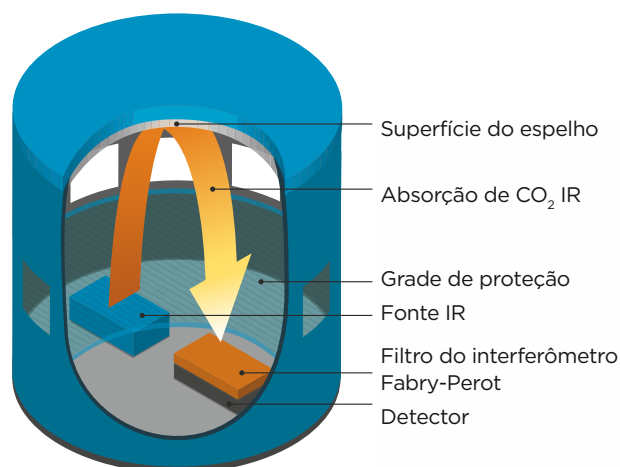 Superfície do espelho
Absorção de CO₂ IR
Grade de proteção
Fonte IR
Filtro do interferômetro
Fabry-Perot
Detector